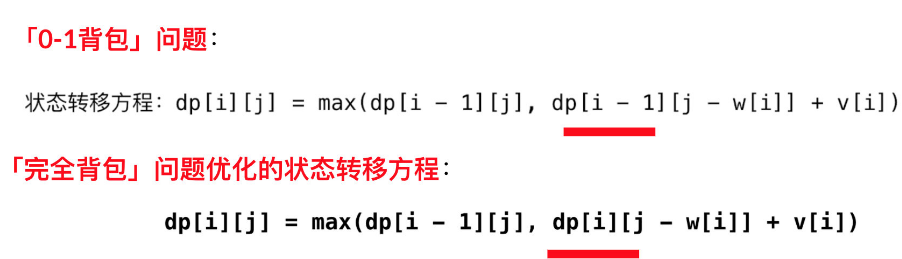 「0-1背包」问题：
状态转移方程：dp[i][j] = max(dp[i - 1][j], dp[i - 1][j - w[i]] + v[i])
「完全背包」问题优化的状态转移方程：
dp[i][j] = max(dp[i - 1][j], dp[i][j - w[i]] + v[i])